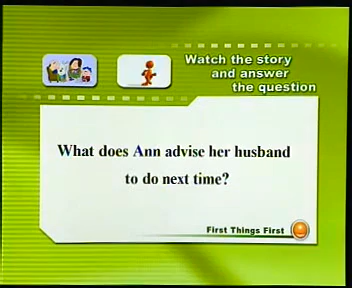 Watch the story
and answer
the question
What does Ann advise her husband
to do next time?
First Things First